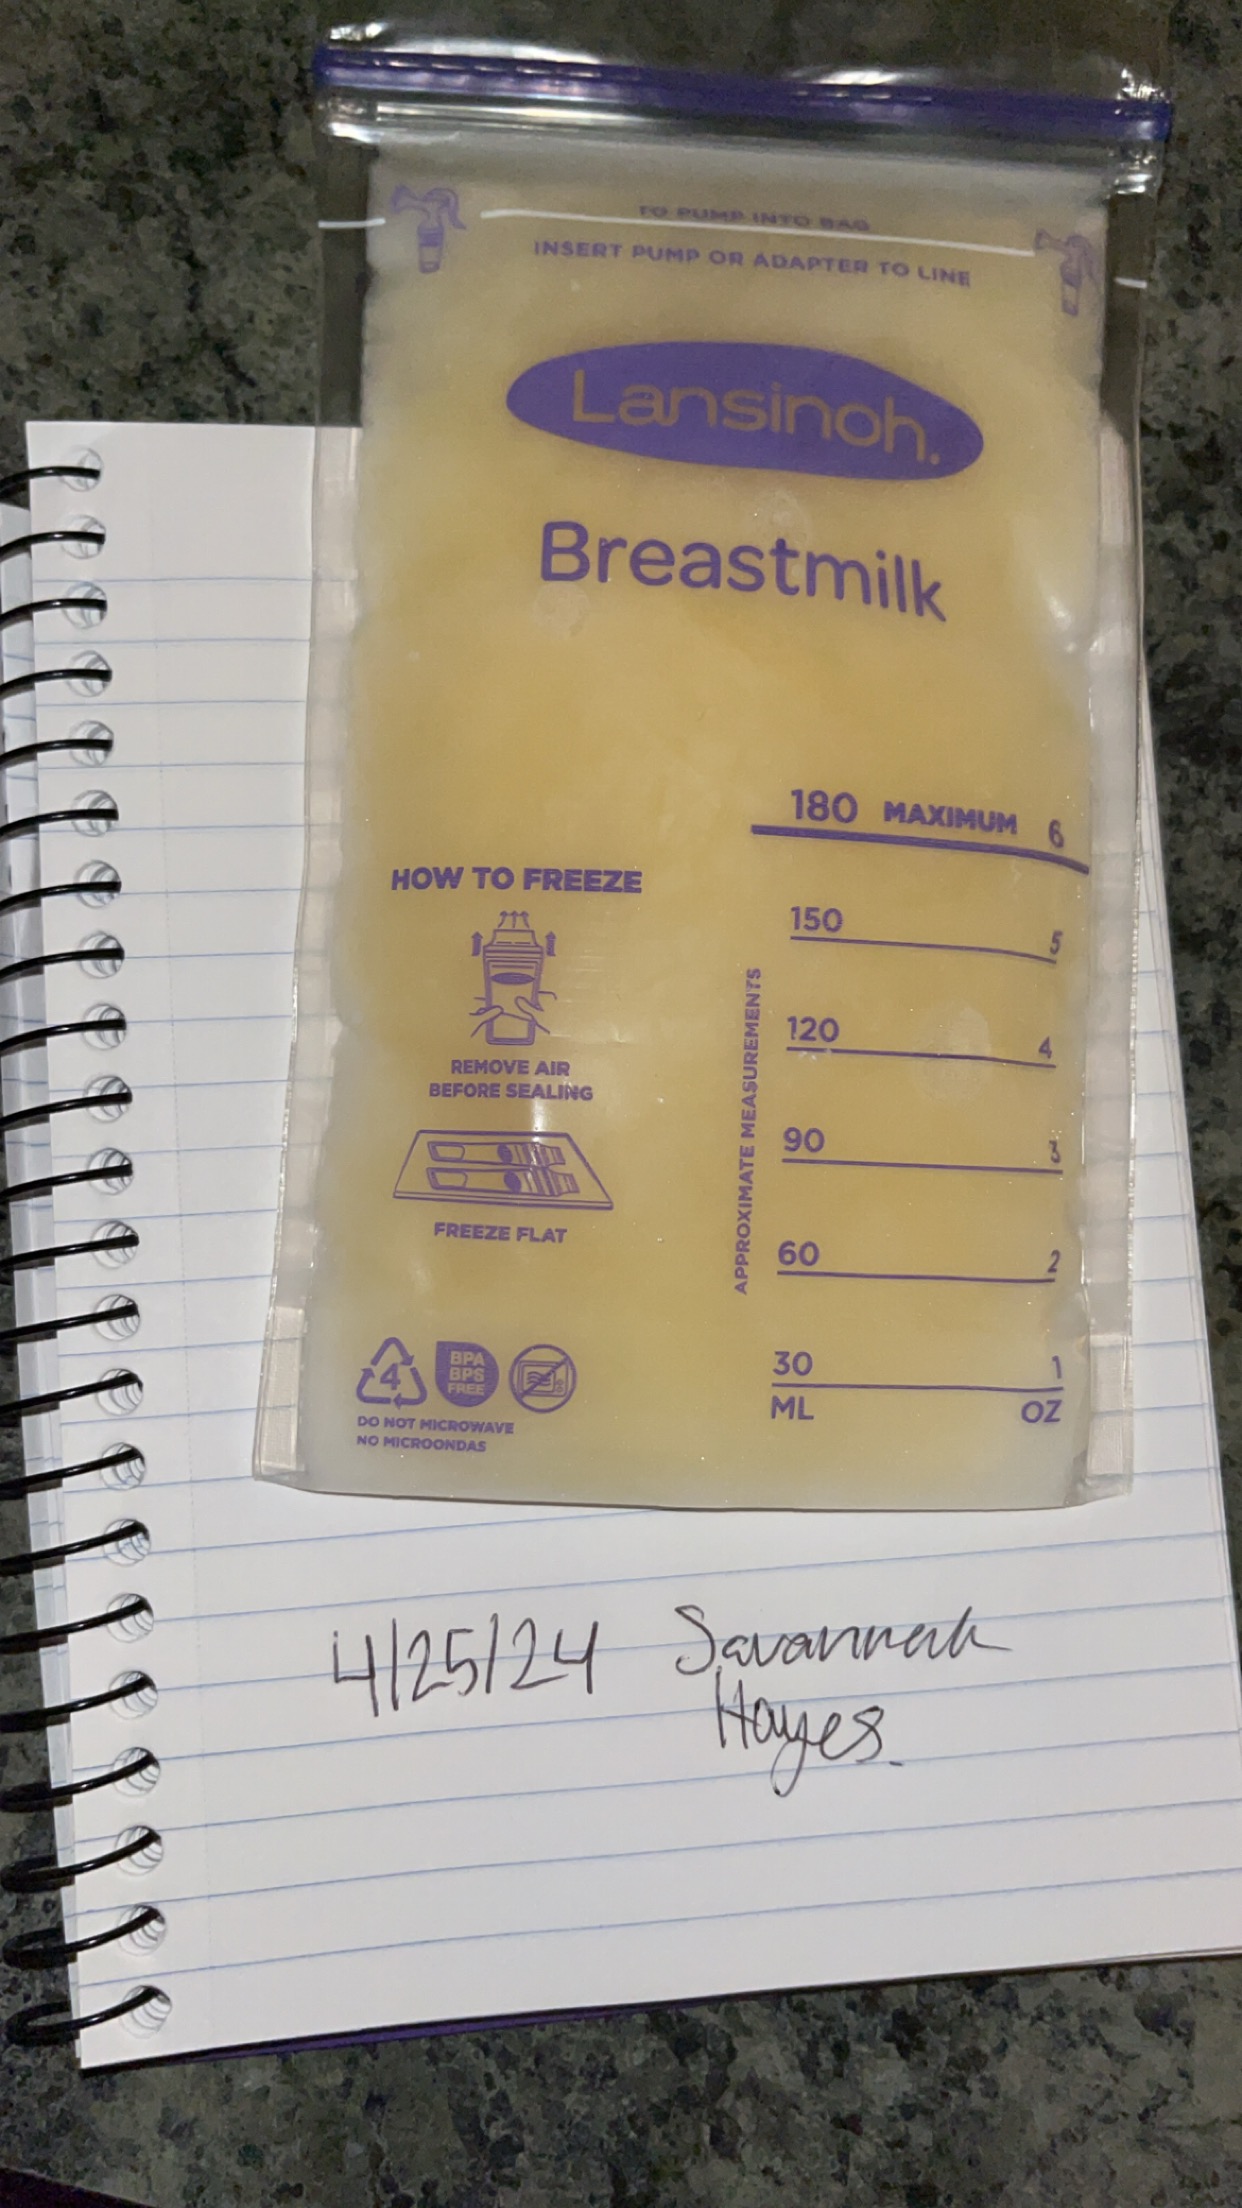 TO PUMP INTO BAG
INSERT PUMP OR ADAPTER TO LINE
Lansinoh.
Breastmilk
180 MAXIMUM 6
150 5
120 4
90 3
60 2
30 1
ML OZ
APPROXIMATE MEASUREMENTS
HOW TO FREEZE
REMOVE AIR
BEFORE SEALING
FREEZE FLAT
4
BPA
BPS
FREE
DO NOT MICROWAVE
NO MICROONDAS
4/25/24 Savannah
Hayes.